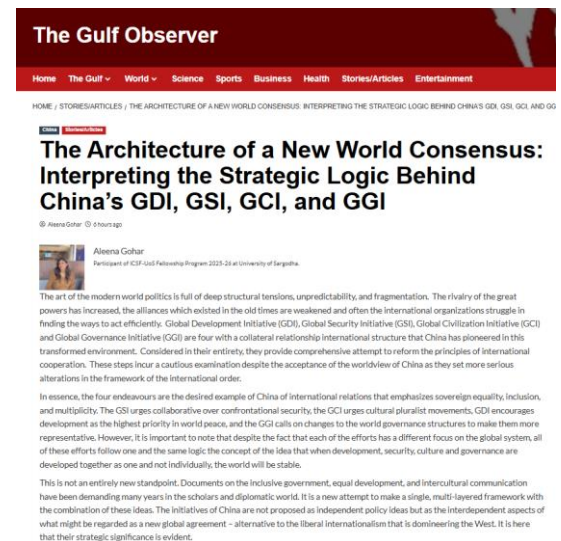 The Gulf Observer
Home The Gulf World Science Sports Business Health Stories/Articles Entertainment
HOME / STORIES/ARTICLES / THE ARCHITECTURE OF A NEW WORLD CONSENSUS: INTERPRETING THE STRATEGIC LOGIC BEHIND CHINA'S GDI, GSI, GCI, AND GG
China Stories/Articles
The Architecture of a New World Consensus:
Interpreting the Strategic Logic Behind
China's GDI, GSI, GCI, and GGI
Aleena Gohar 6 hours ago
Aleena Gohar
Participant of ICSF-UoS Fellowship Program 2025-26 at University of Sargodha.
The art of the modern world politics is full of deep structural tensions, unpredictability, and fragmentation. The rivalry of the great
powers has increased, the alliances which existed in the old times are weakened and often the international organizations struggle in
finding the ways to act efficiently. Global Development Initiative (GDI), Global Security Initiative (GSI), Global Civilization Initiative (GCI)
and Global Governance Initiative (GGI) are four with a collateral relationship international structure that China has pioneered in this
transformed environment. Considered in their entirety, they provide comprehensive attempt to reform the principles of international
cooperation. These steps incur a cautious examination despite the acceptance of the worldview of China as they set more serious
alterations in the framework of the international order.
In essence, the four endeavours are the desired example of China of international relations that emphasizes sovereign equality, inclusion,
and multiplicity. The GSI urges collaborative over confrontational security, the GCI urges cultural pluralist movements, GDI encourages
development as the highest priority in world peace, and the GGI calls on changes to the world governance structures to make them more
representative. However, it is important to note that despite the fact that each of the efforts has a different focus on the global system, all
of these efforts follow one and the same logic the concept of the idea that when development, security, culture and governance are
developed together as one and not individually, the world will be stable.
This is not an entirely new standpoint. Documents on the inclusive government, equal development, and intercultural communication
have been demanding many years in the scholars and diplomatic world. It is a new attempt to make a single, multi-layered framework with
the combination of these ideas. The initiatives of China are not proposed as independent policy ideas but as the interdependent aspects of
what might be regarded as a new global agreement – alternative to the liberal internationalism that is domineering the West. It is here
that their strategic significance is evident.